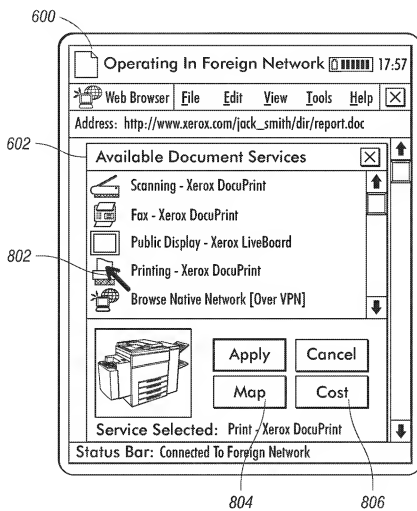 600
Operating In Foreign Network 17:57
Web Browser File Edit View Tools Help
Address: http://www.xerox.com/jack_smith/dir/report.doc
602
Available Document Services
Scanning - Xerox DocuPrint
Fax - Xerox DocuPrint
Public Display - Xerox LiveBoard
802
Printing - Xerox DocuPrint
Browse Native Network [Over VPN]
Apply Cancel
Map Cost
Service Selected: Print - Xerox DocuPrint
Status Bar: Connected To Foreign Network
804 806